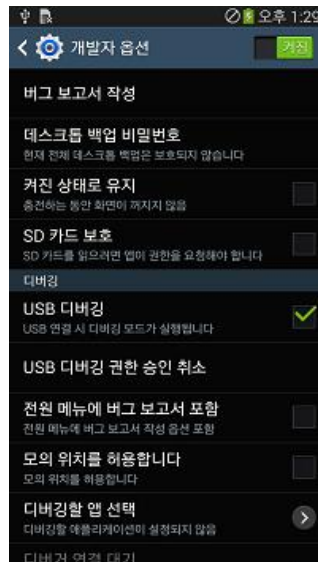 오후 1:29
개발자 옵션
켜짐
버그 보고서 작성
데스크톱 백업 비밀번호
현재 전체 데스크톱 백업은 보호되지 않습니다
켜진 상태로 유지
충전하는 동안 화면이 꺼지지 않음
SD 카드 보호
SD 카드를 읽으려면 앱이 권한을 요청해야 합니다
디버깅
USB 디버깅
USB 연결 시 디버깅 모드가 실행됩니다
USB 디버깅 권한 승인 취소
전원 메뉴에 버그 보고서 포함
전원 메뉴에 버그 보고서 작성 옵션 포함
모의 위치를 허용합니다
모의 위치를 허용합니다
디버깅할 앱 선택
디버깅할 애플리케이션이 설정되지 않음
디버거 연결 대기